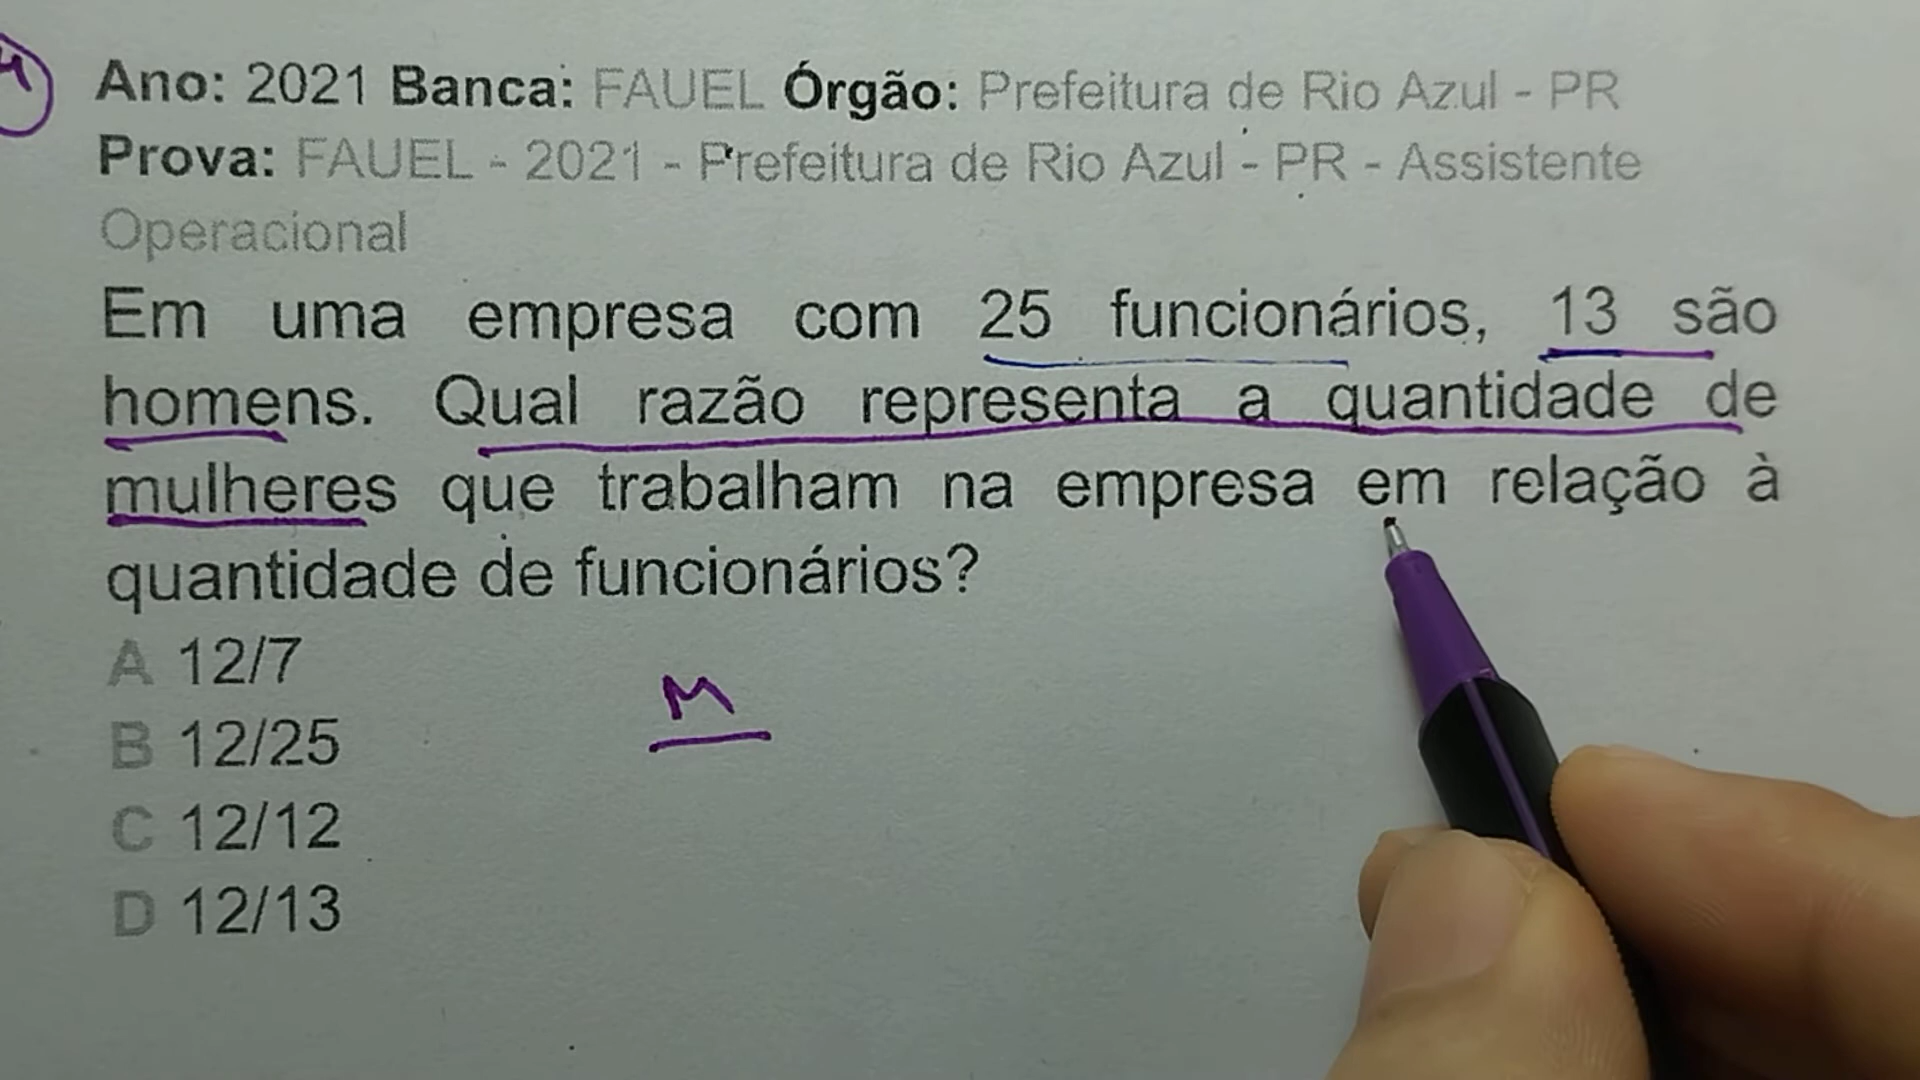 Ano: 2021 Banca: FAUEL Órgão: Prefeitura de Rio Azul - PR
Prova: FAUEL - 2021 - Prefeitura de Rio Azul - PR - Assistente
Operacional
Em uma empresa com 25 funcionários, 13 são
homens. Qual razão representa a quantidade de
mulheres que trabalham na empresa em relação à
quantidade de funcionários?
A 12/7
M
B 12/25
C 12/12
D 12/13